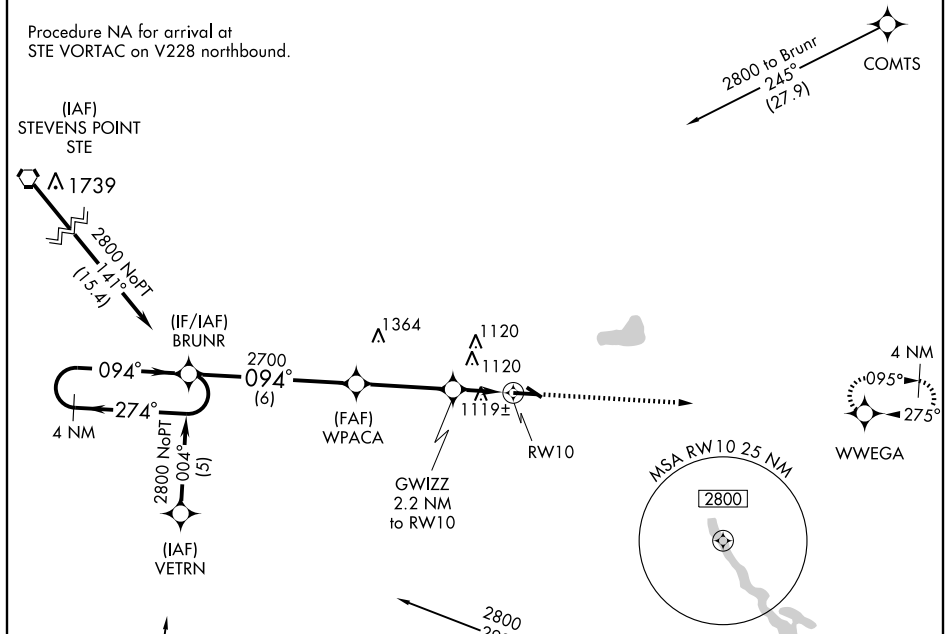 Procedure NA for arrival at
STE VORTAC on V228 northbound.
COMTS
2800 to Brunr
245°
(27.9)
(IAF)
STEVENS POINT
STE
1739
2800 NoPT
141°
(15.4)
(IF/IAF)
BRUNR
1364
1120
1120
1119±
094°
274°
4 NM
2700
094°
(6)
(FAF)
WPACA
GWIZZ
2.2 NM
to RW10
RW10
4 NM
095°
275°
WWEGA
2800 NoPT
004°
(5)
(IAF)
VETRN
MSA RW10 25 NM
2800
2800